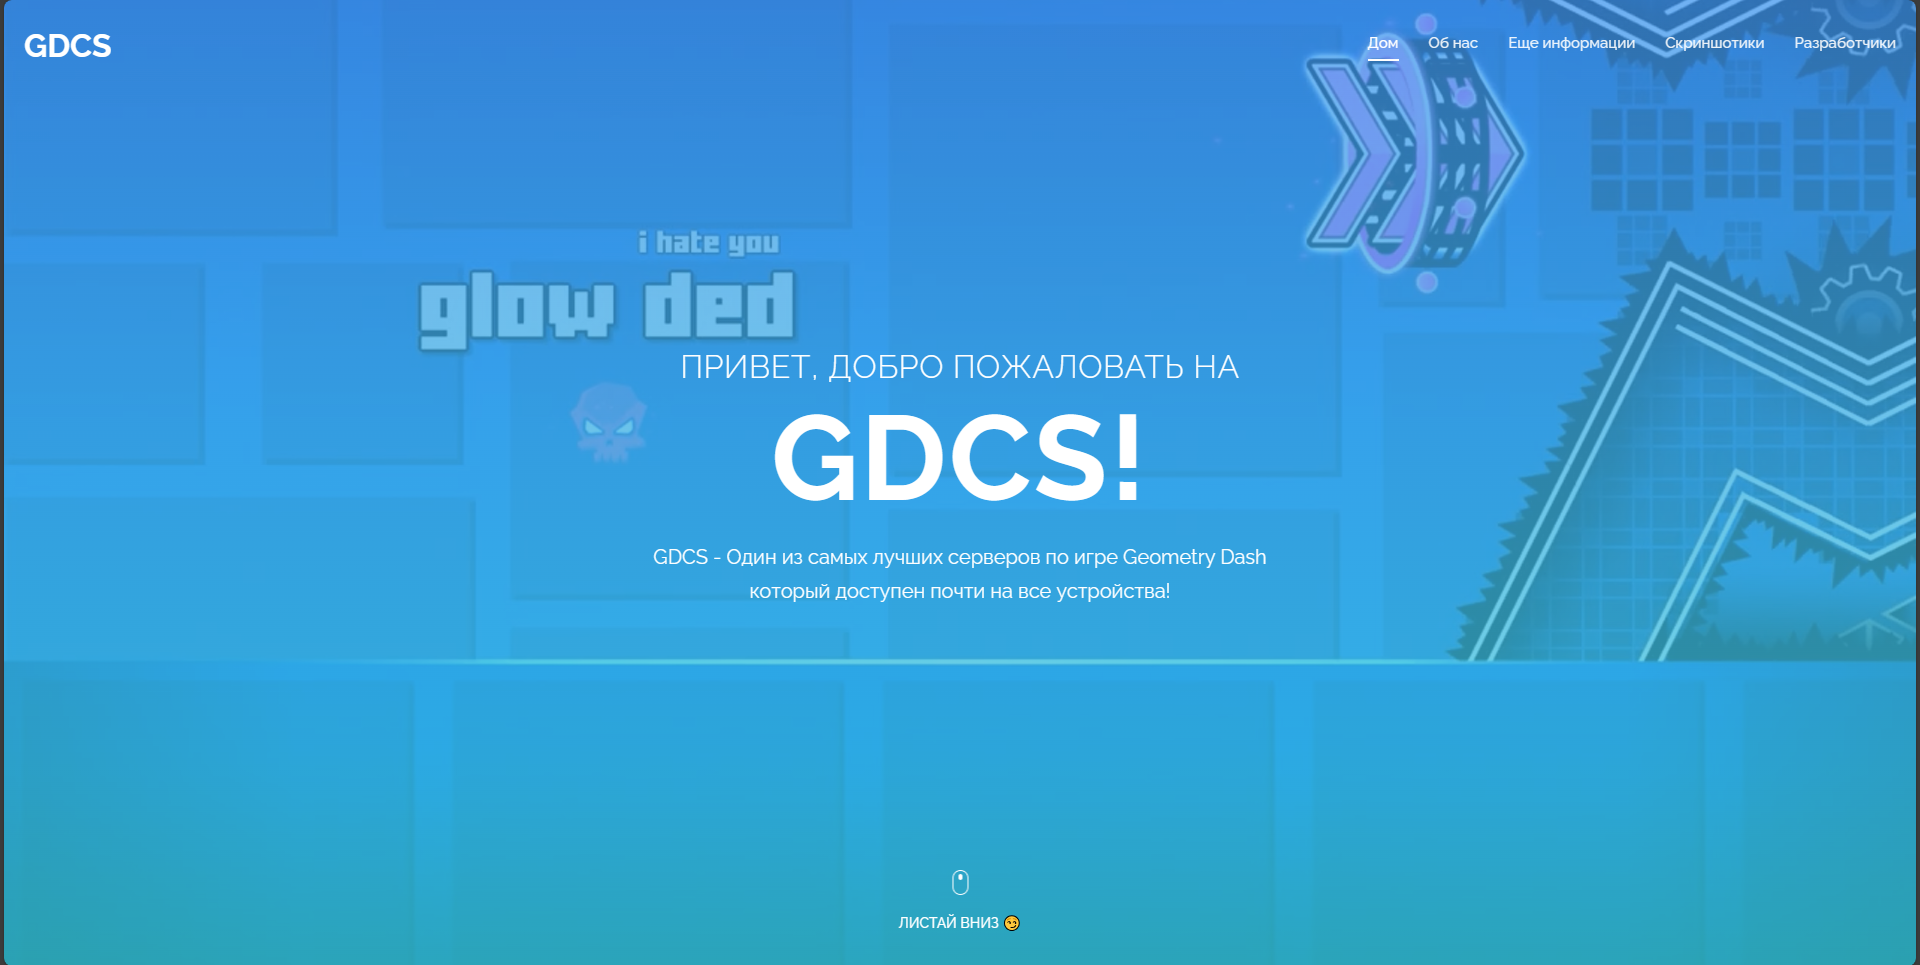 GDCS
Дом Об нас Еще информации Скриншотики Разработчики
i hate you
glow ded
ПРИВЕТ, ДОБРО ПОЖАЛОВАТЬ НА
GDCS!
GDCS - Один из самых лучших серверов по игре Geometry Dash
который доступен почти на все устройства!
ЛИСТАЙ ВНИЗ 😏